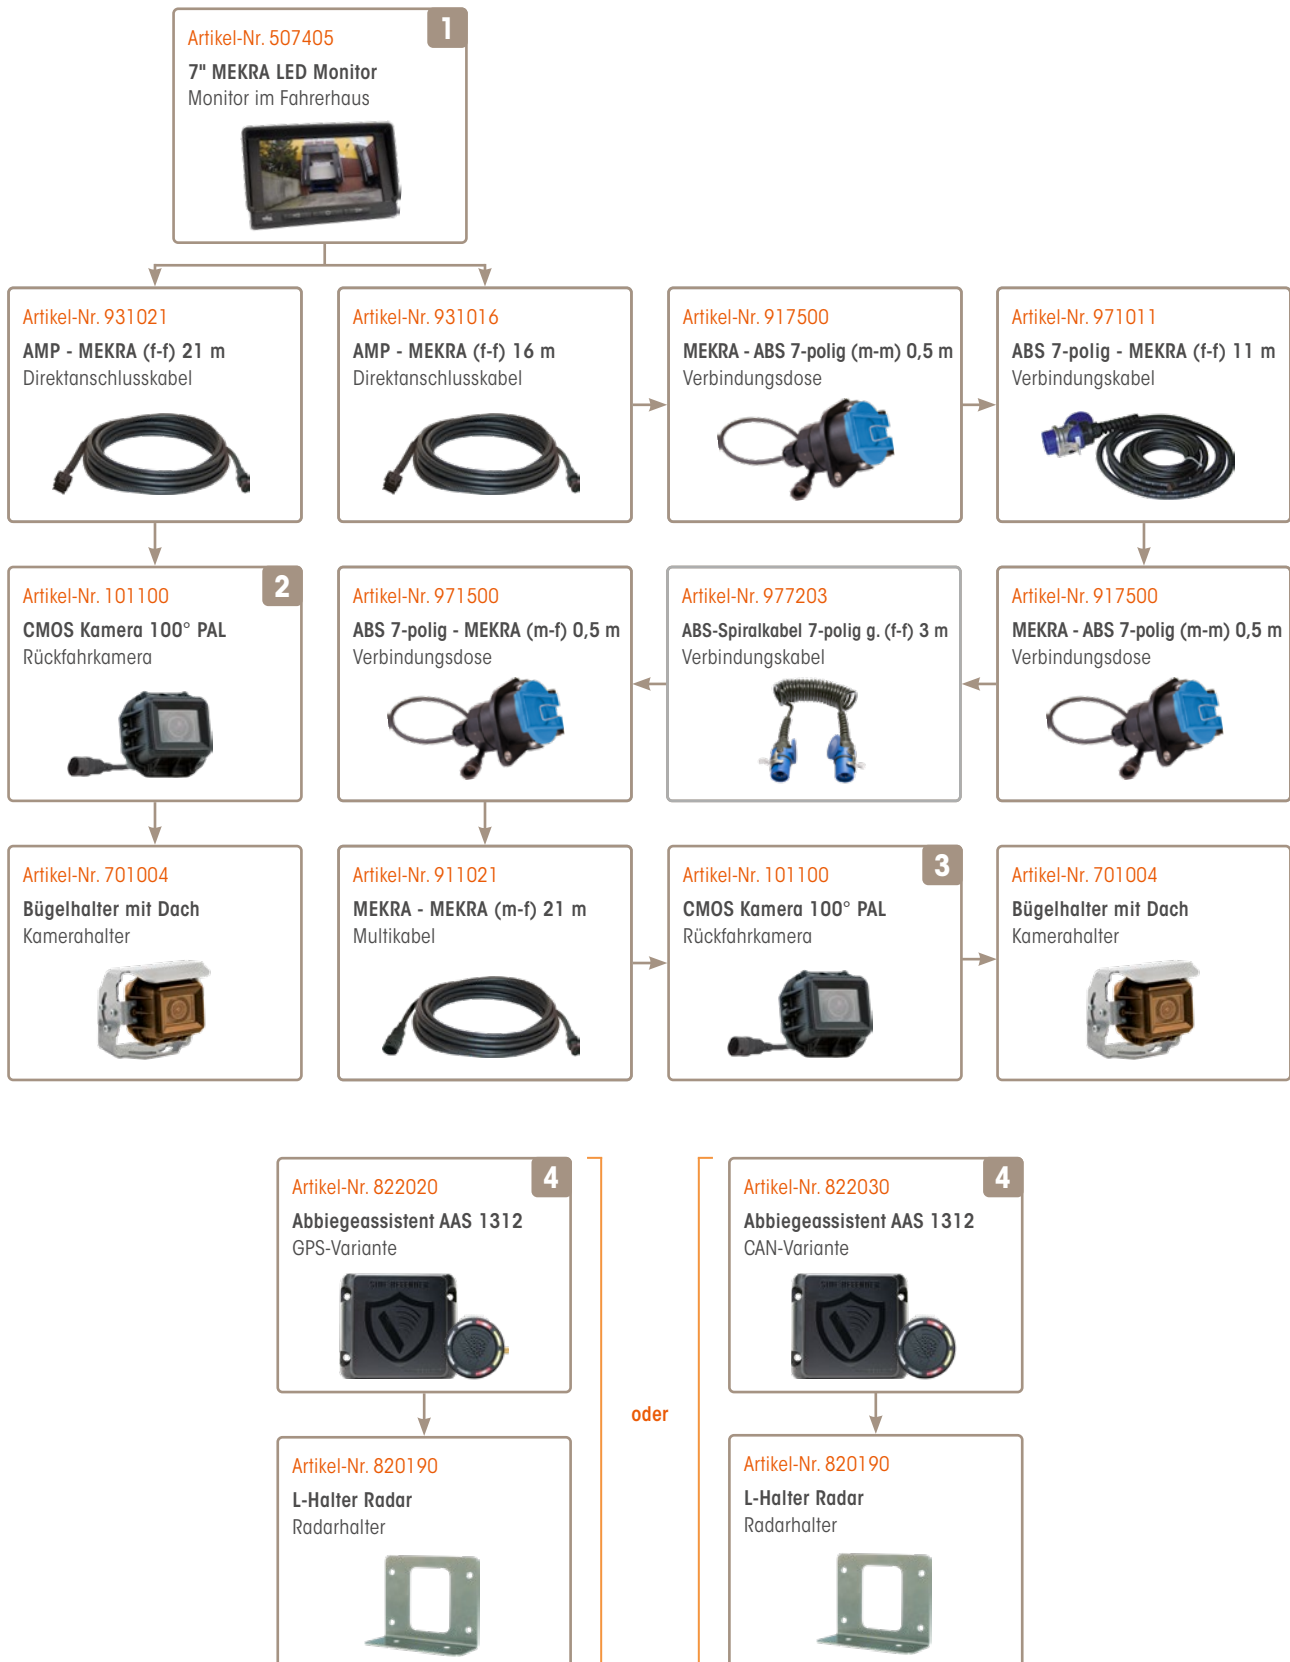 1
Artikel-Nr. 507405
7" MEKRA LED Monitor
Monitor im Fahrerhaus
Artikel-Nr. 931021
AMP - MEKRA (f-f) 21 m
Direktanschlusskabel
Artikel-Nr. 931016
AMP - MEKRA (f-f) 16 m
Direktanschlusskabel
Artikel-Nr. 917500
MEKRA - ABS 7-polig (m-m) 0,5 m
Verbindungsdose
Artikel-Nr. 971011
ABS 7-polig - MEKRA (f-f) 11 m
Verbindungskabel
2
Artikel-Nr. 101100
CMOS Kamera 100° PAL
Rückfahrkamera
Artikel-Nr. 971500
ABS 7-polig - MEKRA (m-f) 0,5 m
Verbindungsdose
Artikel-Nr. 977203
ABS-Spiralkabel 7-polig g. (f-f) 3 m
Verbindungskabel
Artikel-Nr. 917500
MEKRA - ABS 7-polig (m-m) 0,5 m
Verbindungsdose
Artikel-Nr. 701004
Bügelhalter mit Dach
Kamerahalter
Artikel-Nr. 911021
MEKRA - MEKRA (m-f) 21 m
Multikabel
3
Artikel-Nr. 101100
CMOS Kamera 100° PAL
Rückfahrkamera
Artikel-Nr. 701004
Bügelhalter mit Dach
Kamerahalter
4
Artikel-Nr. 822020
Abbiegeassistent AAS 1312
GPS-Variante
SIDE DEFENDER
Artikel-Nr. 820190
L-Halter Radar
Radarhalter
oder
4
Artikel-Nr. 822030
Abbiegeassistent AAS 1312
CAN-Variante
SIDE DEFENDER
Artikel-Nr. 820190
L-Halter Radar
Radarhalter